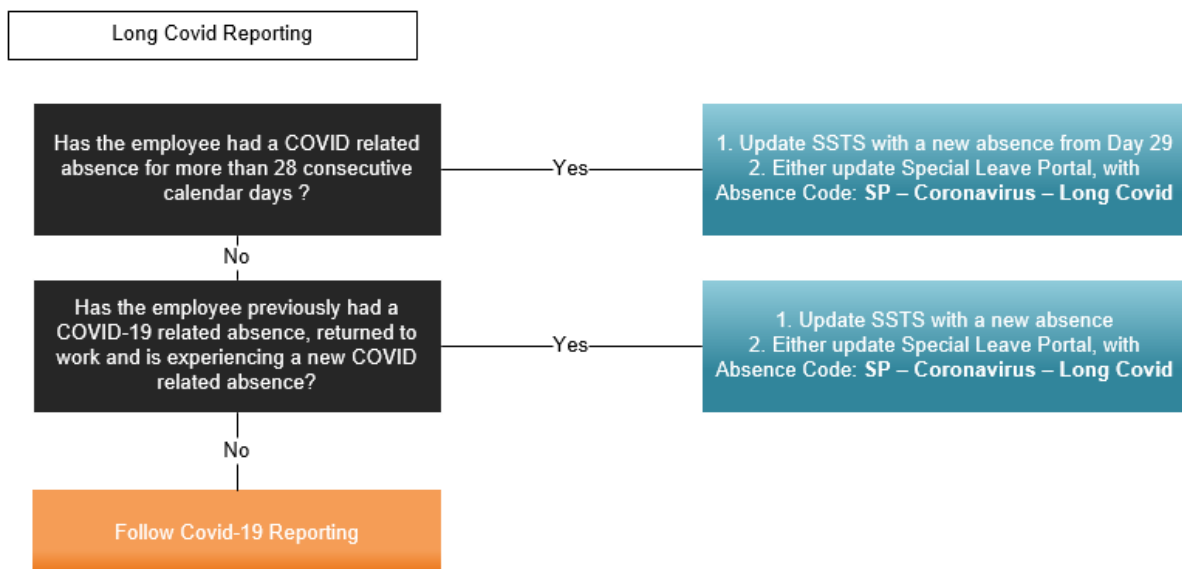 Long Covid Reporting
Has the employee had a COVID related
absence for more than 28 consecutive
calendar days ?
Yes
1. Update SSTS with a new absence from Day 29
2. Either update Special Leave Portal, with
Absence Code: SP – Coronavirus – Long Covid
No
Has the employee previously had a
COVID-19 related absence, returned to
work and is experiencing a new COVID
related absence?
Yes
1. Update SSTS with a new absence
2. Either update Special Leave Portal, with
Absence Code: SP – Coronavirus – Long Covid
No
Follow Covid-19 Reporting